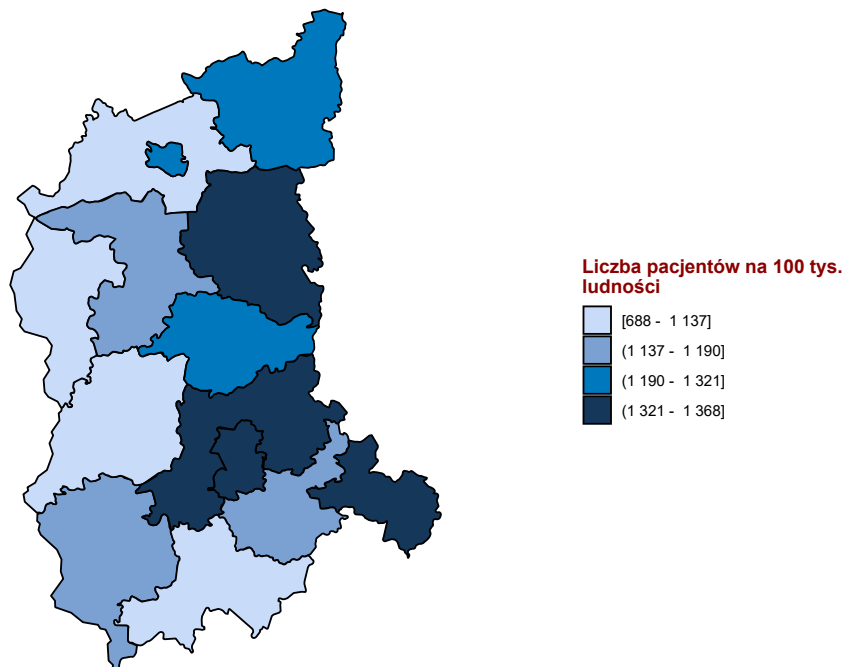 Liczba pacjentów na 100 tys.
ludności
[688 - 1 137]
(1 137 - 1 190]
(1 190 - 1 321]
(1 321 - 1 368]